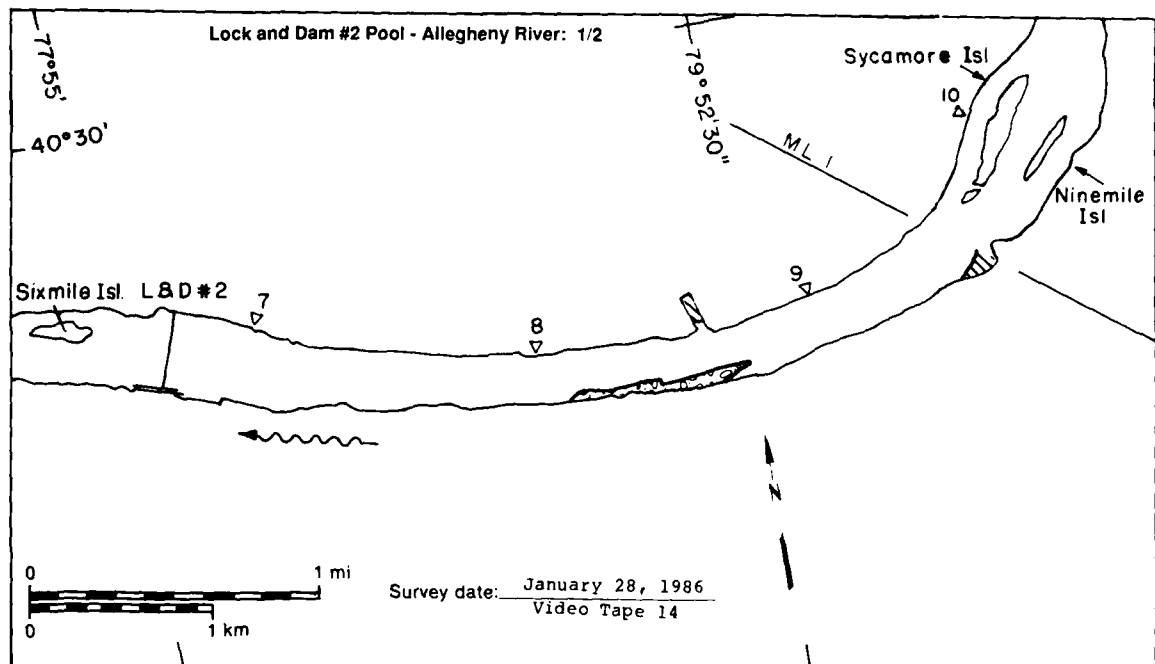 Lock and Dam #2 Pool - Allegheny River: 1/2
77°55'
40°30'
79°52'30"
Sycamore Isl
10
ML 1
Ninemile
Isl
9
Sixmile Isl. L&D #2
7
8
N
0 1 mi
0 1 km
Survey date: January 28, 1986
Video Tape 14